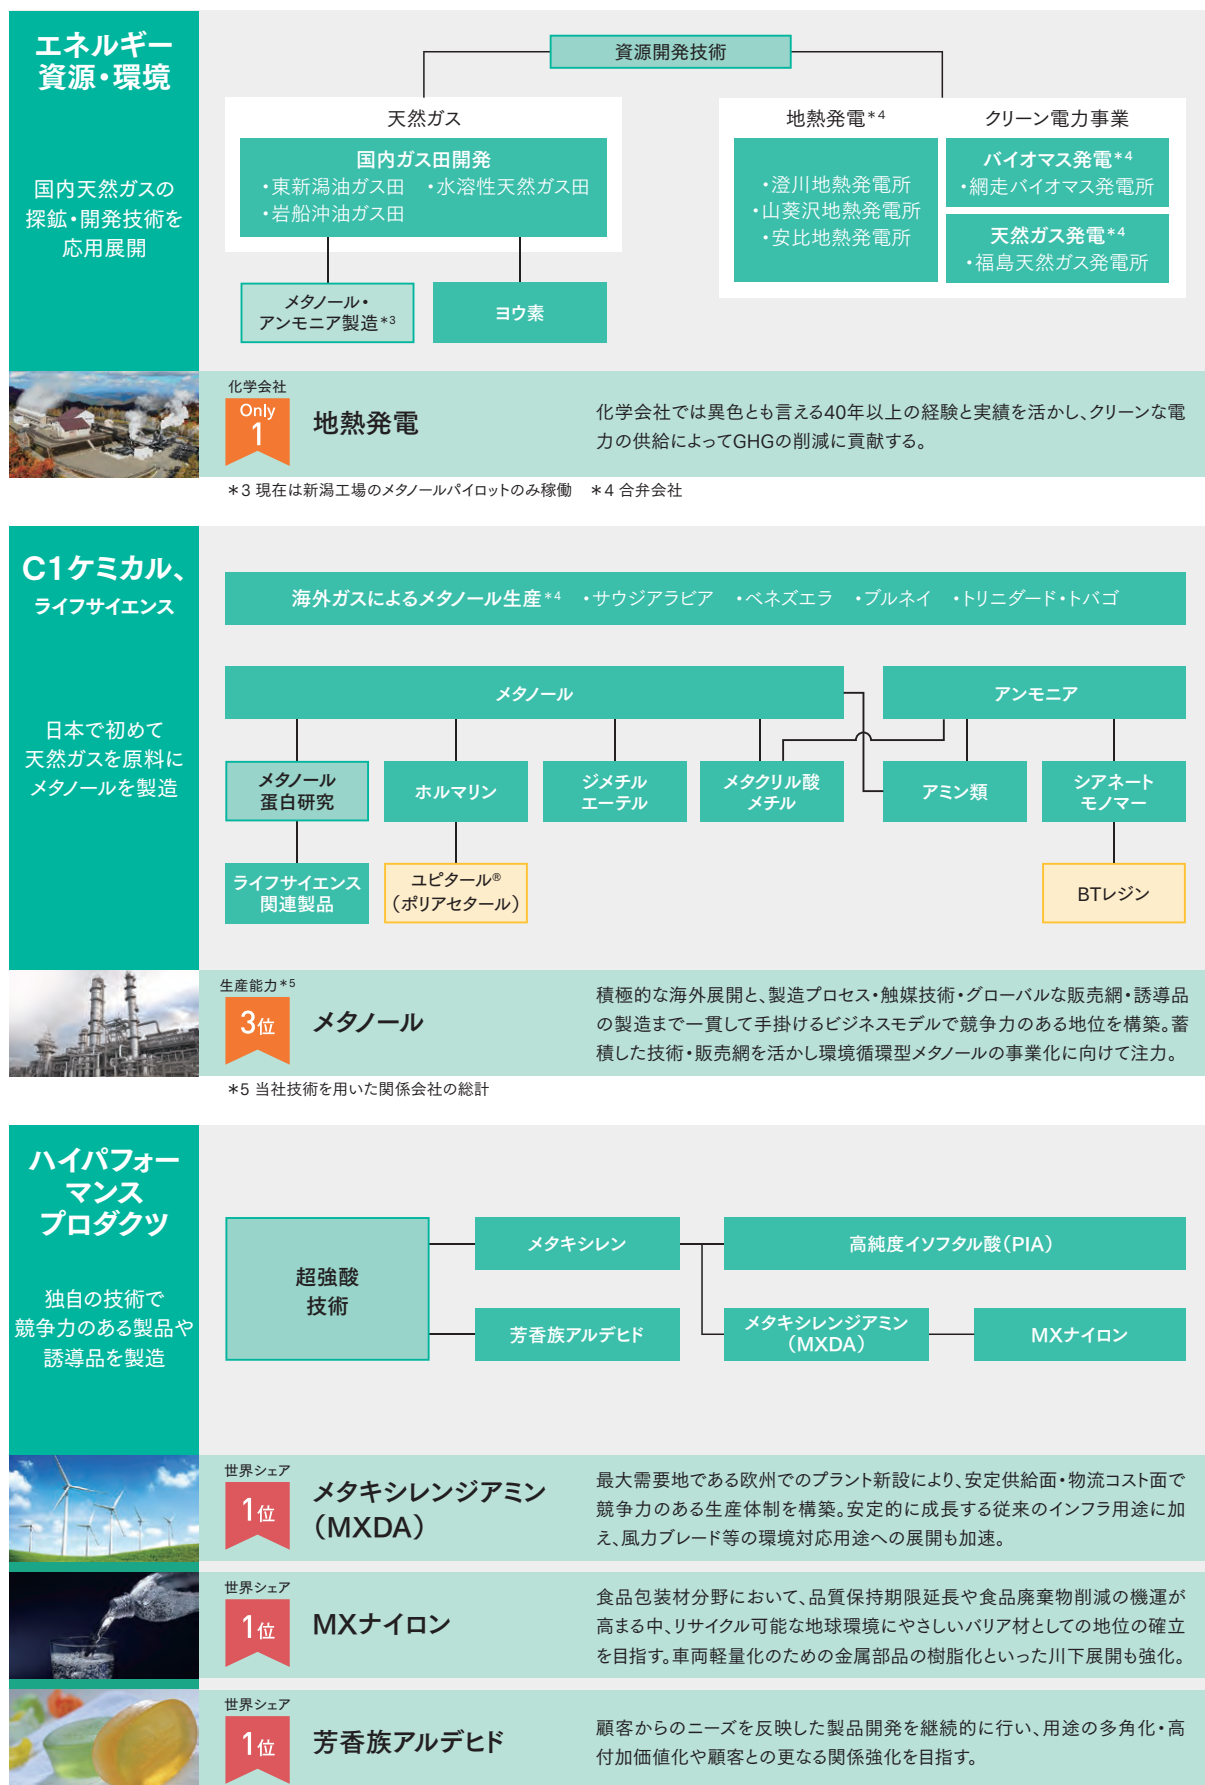 エネルギー
資源・環境
国内天然ガスの
探鉱・開発技術を
応用展開
資源開発技術
天然ガス
国内ガス田開発
・東新潟油ガス田 ・水溶性天然ガス田
・岩船沖油ガス田
メタノール・
アンモニア製造*3
ヨウ素
地熱発電*4
・澄川地熱発電所
・山葵沢地熱発電所
・安比地熱発電所
クリーン電力事業
バイオマス発電*4
・網走バイオマス発電所
天然ガス発電*4
・福島天然ガス発電所
化学会社
Only
1
地熱発電
化学会社では異色とも言える40年以上の経験と実績を活かし、クリーンな電
力の供給によってGHGの削減に貢献する。
*3 現在は新潟工場のメタノールパイロットのみ稼働 *4 合弁会社
C1ケミカル、
ライフサイエンス
日本で初めて
天然ガスを原料に
メタノールを製造
海外ガスによるメタノール生産*4 ・サウジアラビア ・ベネズエラ ・ブルネイ ・トリニダード・トバゴ
メタノール
アンモニア
メタノール
蛋白研究
ホルマリン
ジメチル
エーテル
メタクリル酸
メチル
アミン類
シアネート
モノマー
ライフサイエンス
関連製品
ユピタール®
（ポリアセタール）
BTレジン
生産能力*5
3位
メタノール
積極的な海外展開と、製造プロセス・触媒技術・グローバルな販売網・誘導品
の製造まで一貫して手掛けるビジネスモデルで競争力のある地位を構築。蓄
積した技術・販売網を活かし環境循環型メタノールの事業化に向けて注力。
*5 当社技術を用いた関係会社の総計
ハイパフォー
マンス
プロダクツ
独自の技術で
競争力のある製品や
誘導品を製造
超強酸
技術
メタキシレン
高純度イソフタル酸（PIA）
芳香族アルデヒド
メタキシレンジアミン
（MXDA）
MXナイロン
世界シェア
1位
メタキシレンジアミン
（MXDA）
最大需要地である欧州でのプラント新設により、安定供給面・物流コスト面で
競争力のある生産体制を構築。安定的に成長する従来のインフラ用途に加
え、風力ブレード等の環境対応用途への展開も加速。
世界シェア
1位
MXナイロン
食品包装材分野において、品質保持期限延長や食品廃棄物削減の機運が
高まる中、リサイクル可能な地球環境にやさしいバリア材としての地位の確立
を目指す。車両軽量化のための金属部品の樹脂化といった川下展開も強化。
世界シェア
1位
芳香族アルデヒド
顧客からのニーズを反映した製品開発を継続的に行い、用途の多角化・高
付加価値化や顧客との更なる関係強化を目指す。